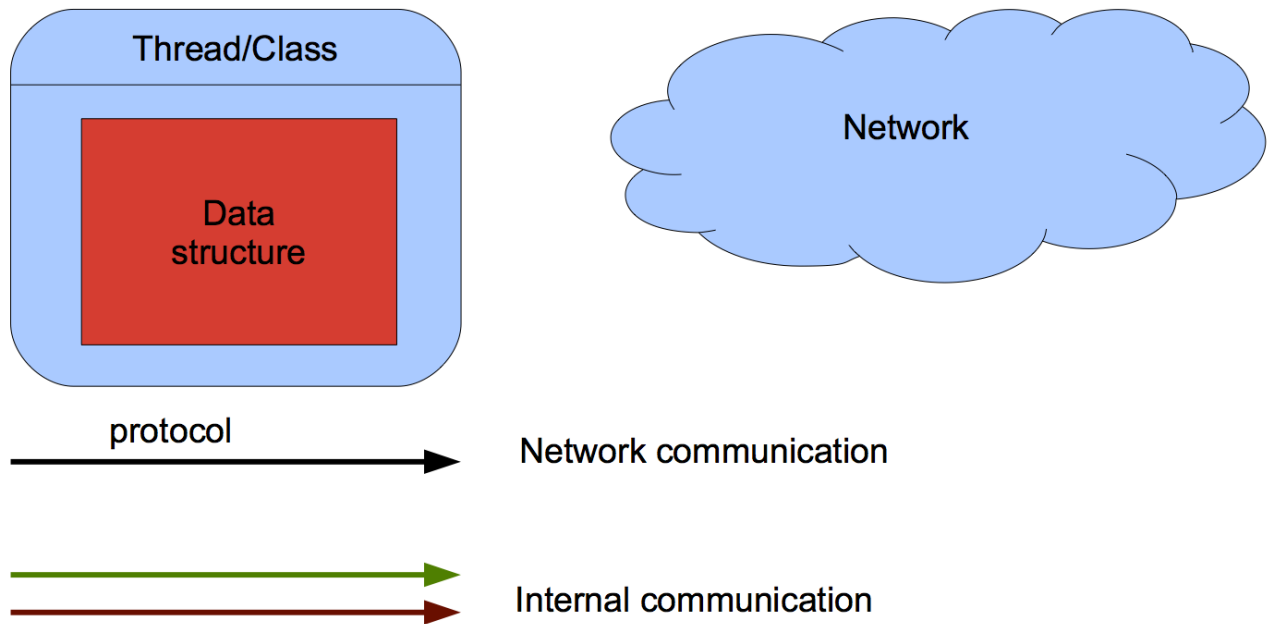 Thread/Class
Network
Data
structure
protocol
Network communication
Internal communication